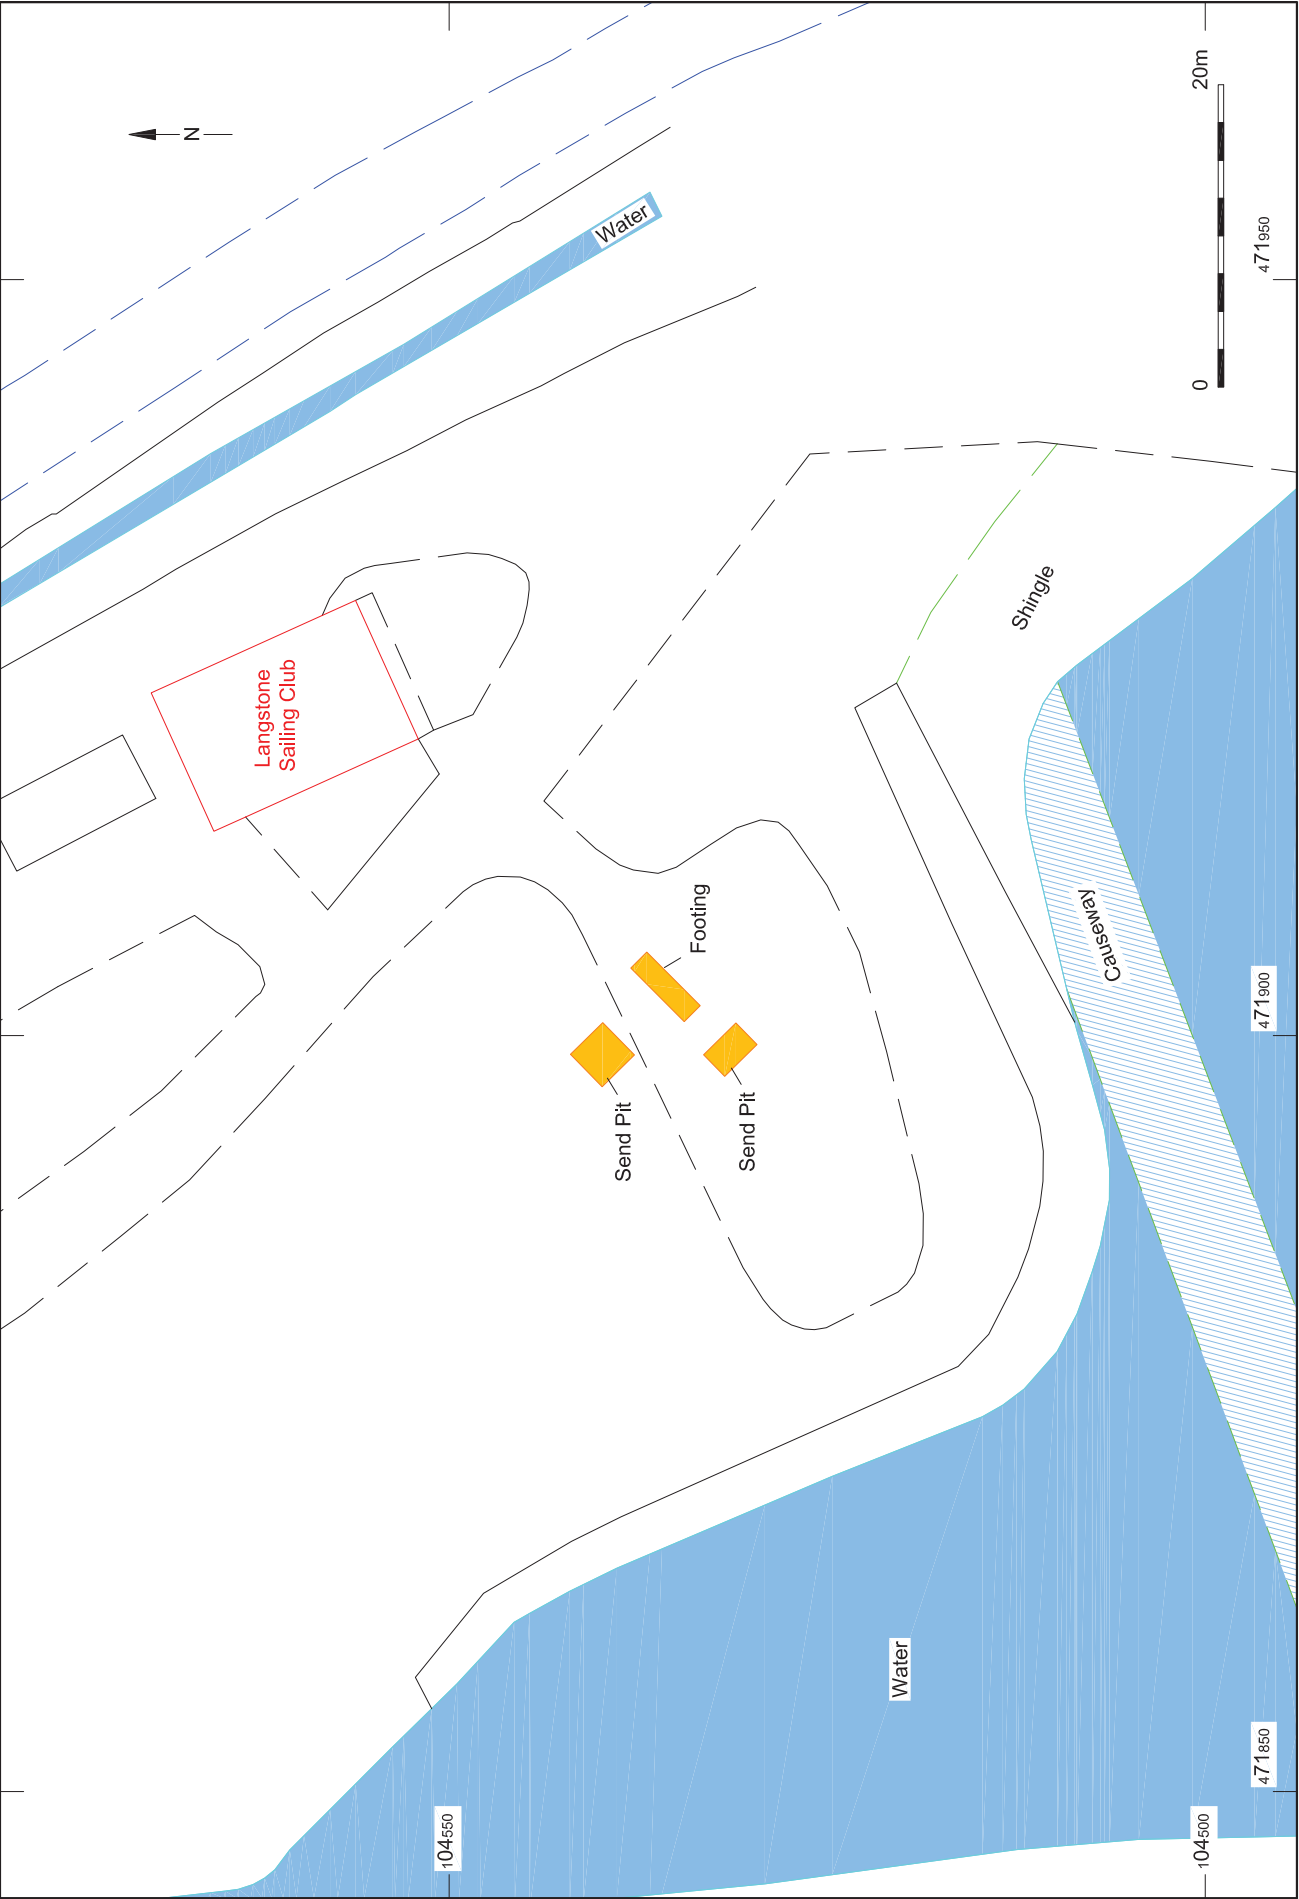 N
20m
0
471950
Water
Langstone
Sailing Club
Shingle
Footing
Causeway
471900
Send Pit
Send Pit
Water
471850
104550
104500